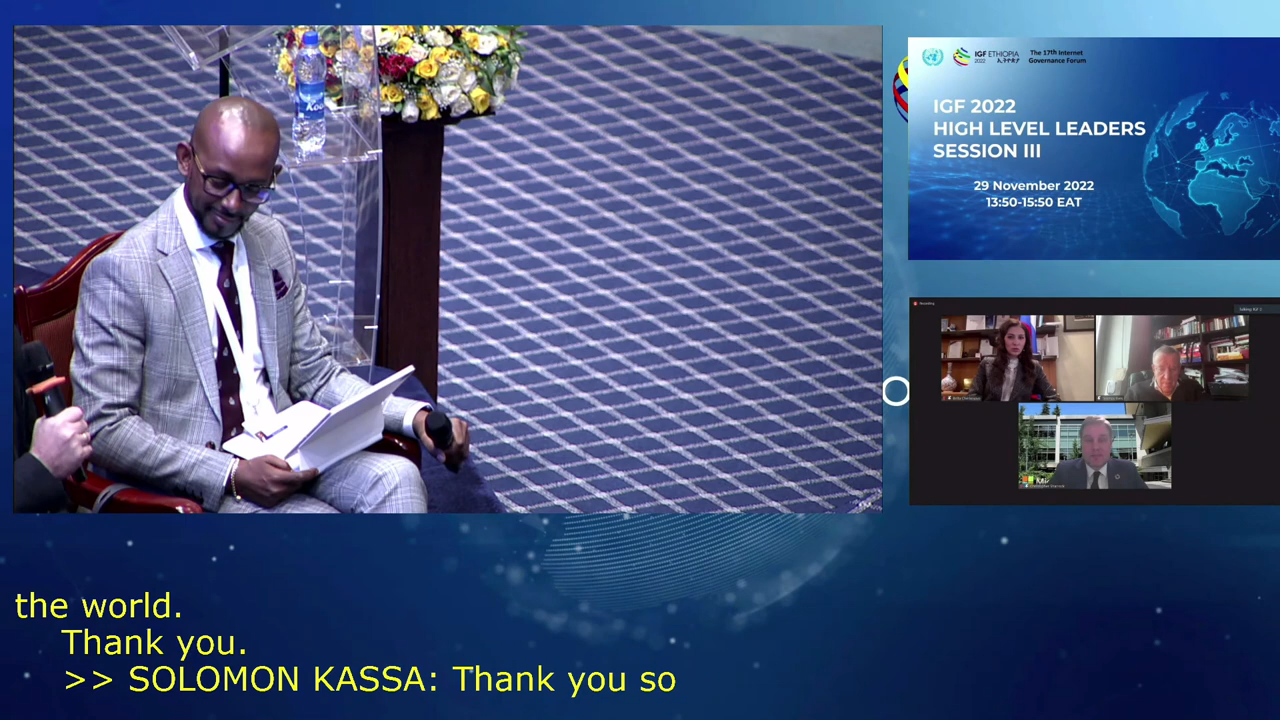 IGF ETHIOPIA
2022 ኢትዮጵያ
The 17th Internet
Governance Forum
IGF 2022
HIGH LEVEL LEADERS
SESSION III
29 November 2022
13:50-15:50 EAT
the world.
Thank you.
>> SOLOMON KASSA: Thank you so